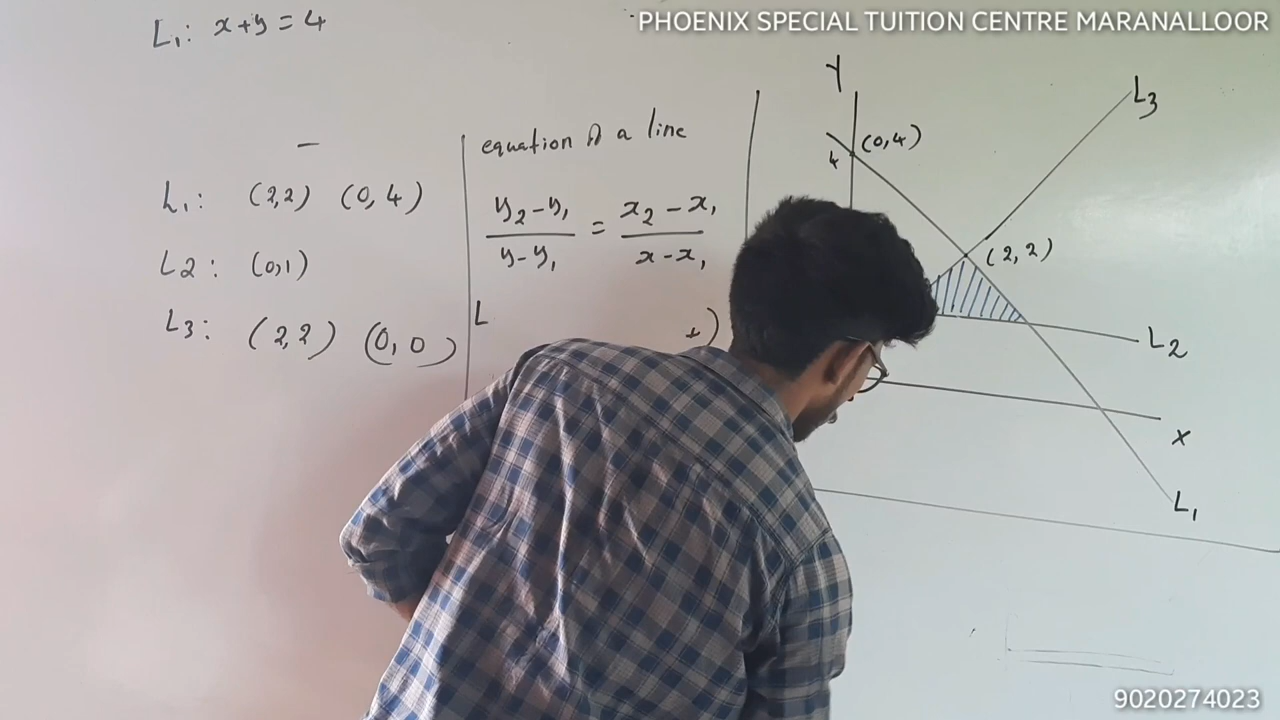 PHOENIX SPECIAL TUITION CENTRE MARANALLOOR
L₁: x+y = 4
L₁: (2,2) (0,4)
L2: (0,1)
L3: (2,2) (0,0)
equation of a line
y₂-y₁ / y-y₁ = x₂-x₁ / x-x₁
L
Y
4
(0,4)
L3
(2,2)
L2
X
L₁
9020274023